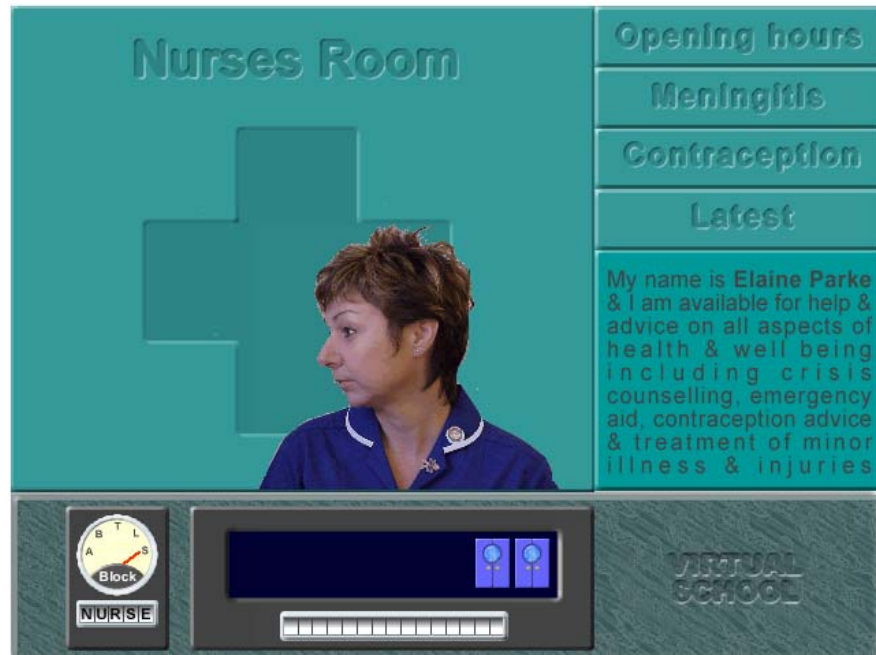 Nurses Room
Opening hours
Meningitis
Contraception
Latest
My name is Elaine Parke
& I am available for help &
advice on all aspects of
health & well being
including crisis
counselling, emergency
aid, contraception advice
& treatment of minor
illness & injuries
A B T L S
Block
NURSE
VIRTUAL
SCHOOL